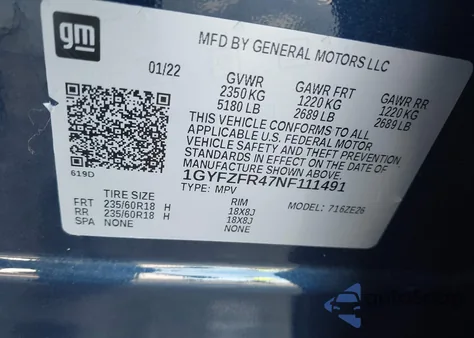 gm
MFD BY GENERAL MOTORS LLC
01/22
GVWR GAWR FRT GAWR RR
2350 KG 1220 KG 1220 KG
5180 LB 2689 LB 2689 LB
THIS VEHICLE CONFORMS TO ALL
APPLICABLE U.S. FEDERAL MOTOR
VEHICLE SAFETY AND THEFT PREVENTION
STANDARDS IN EFFECT ON THE DATE OF
MANUFACTURE SHOWN ABOVE.
1GYFZFR47NF111491
619D
TYPE: MPV
MODEL: 716ZE26
TIRE SIZE RIM
FRT 235/60R18 H 18X8J
RR 235/60R18 H 18X8J
SPA NONE NONE